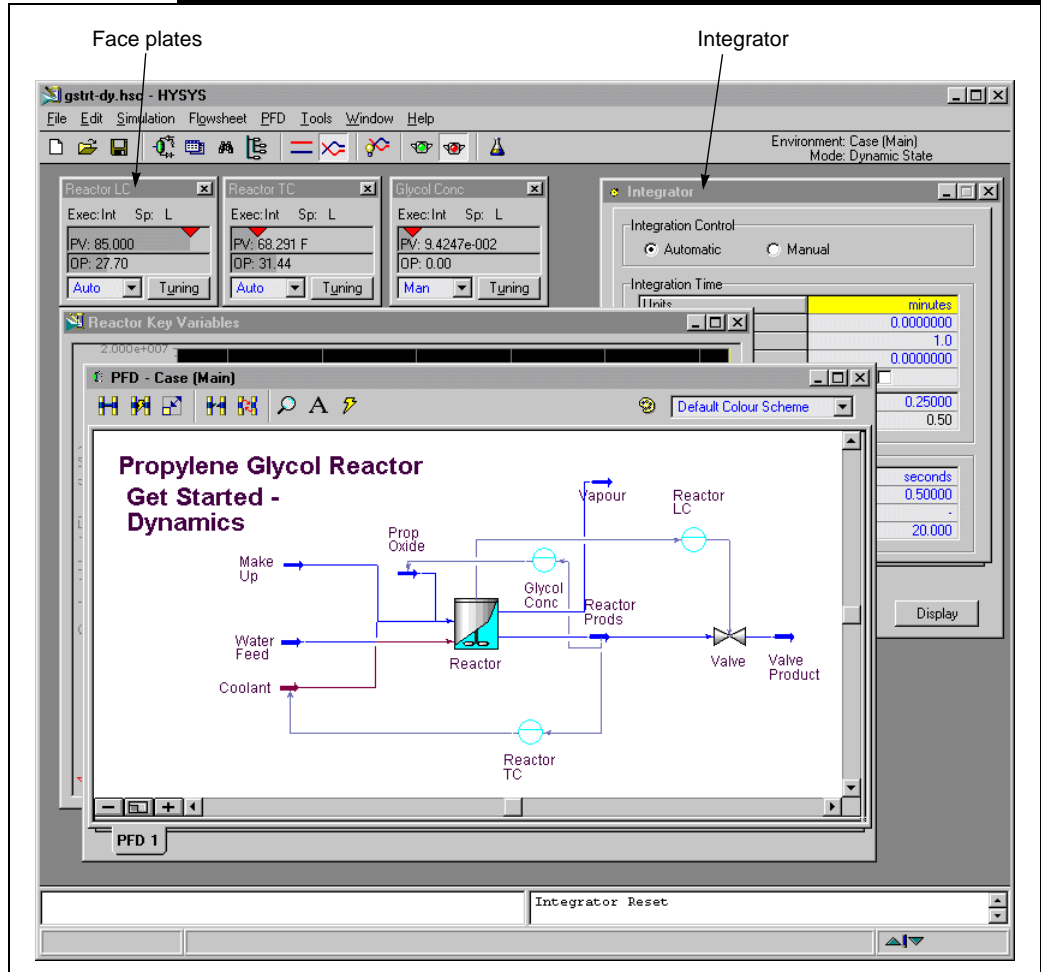 Face plates
Integrator
gstrt-dy.hsc - HYSYS
File Edit Simulation Flowsheet PFD Tools Window Help
Environment: Case (Main)
Mode: Dynamic State
Reactor LC
Exec:Int Sp: L
PV: 85.000
OP: 27.70
Auto Tuning
Reactor TC
Exec:Int Sp: L
PV: 68.291 F
OP: 31.44
Auto Tuning
Glycol Conc
Exec:Int Sp: L
PV: 9.4247e-002
OP: 0.00
Man Tuning
Integrator
Integration Control
Automatic Manual
Integration Time
Units minutes
0.0000000
1.0
0.0000000
0.25000
0.50
seconds
0.50000
-
20.000
Display
Reactor Key Variables
2.000e+007
PFD - Case (Main)
A
Default Colour Scheme
Propylene Glycol Reactor
Get Started -
Dynamics
Vapour
Reactor
LC
Prop
Oxide
Make
Up
Glycol
Conc
Reactor
Prods
Water
Feed
Reactor
Valve
Valve
Product
Coolant
Reactor
TC
PFD 1
Integrator Reset